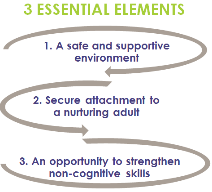 3 ESSENTIAL ELEMENTS
1. A safe and supportive
environment
2. Secure attachment to
a nurturing adult
3. An opportunity to strengthen
non-cognitive skills